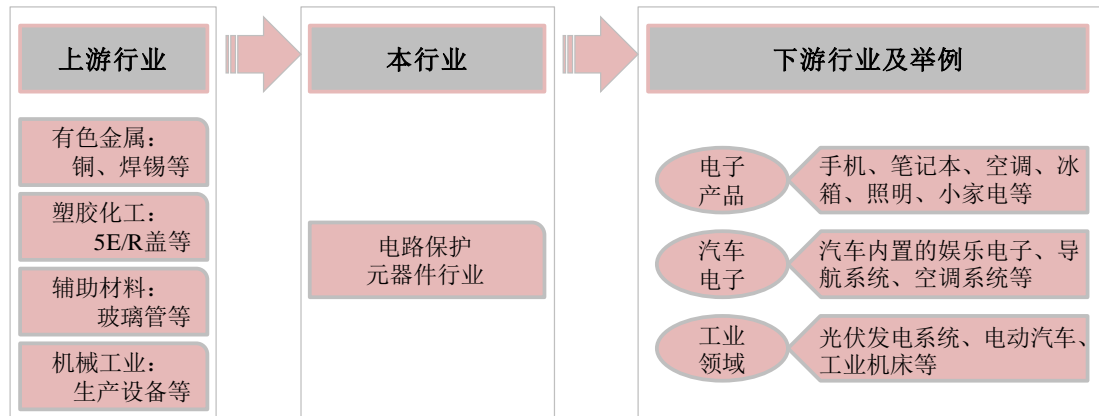 上游行业
有色金属：
铜、焊锡等
塑胶化工：
5E/R盖等
辅助材料：
玻璃管等
机械工业：
生产设备等
本行业
电路保护
元器件行业
下游行业及举例
电子
产品
手机、笔记本、空调、冰
箱、照明、小家电等
汽车
电子
汽车内置的娱乐电子、导
航系统、空调系统等
工业
领域
光伏发电系统、电动汽车、
工业机床等